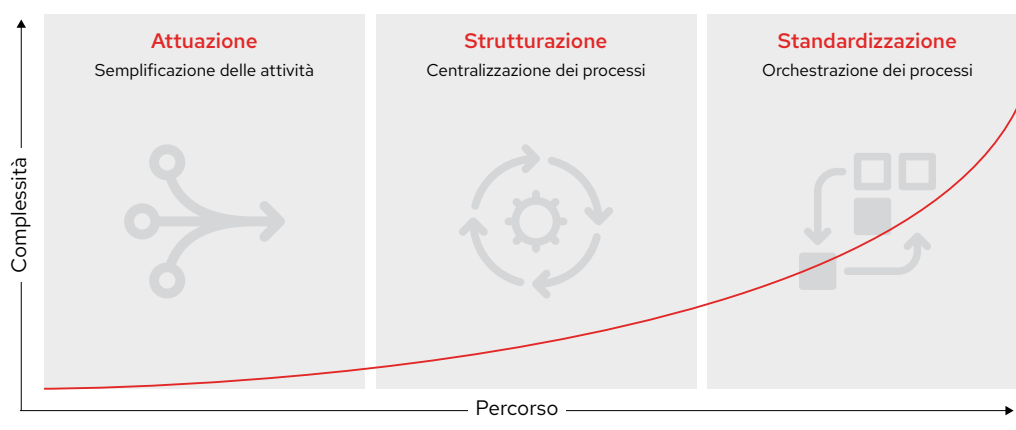 Attuazione
Semplificazione delle attività
Strutturazione
Centralizzazione dei processi
Standardizzazione
Orchestrazione dei processi
Complessità
Percorso